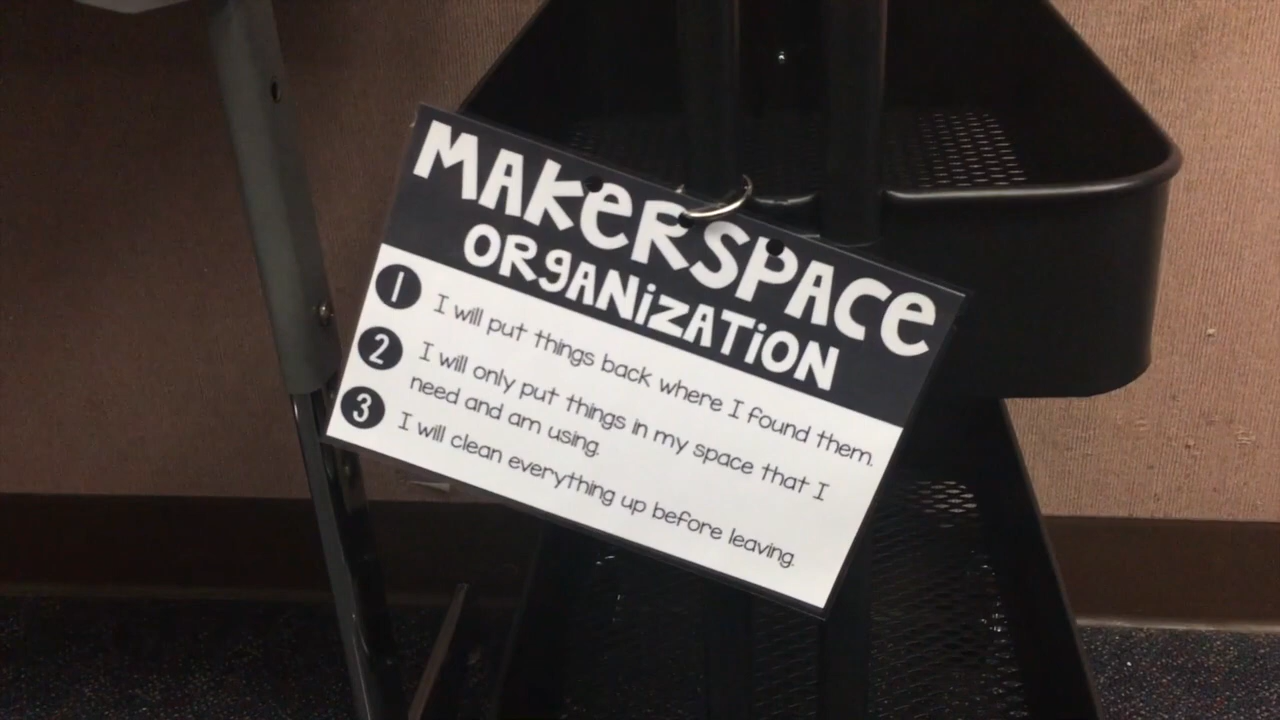 MAKeRSPACe
ORgANiZATiON
1 I will put things back where I found them.
2 I will only put things in my space that I
need and am using.
3 I will clean everything up before leaving.